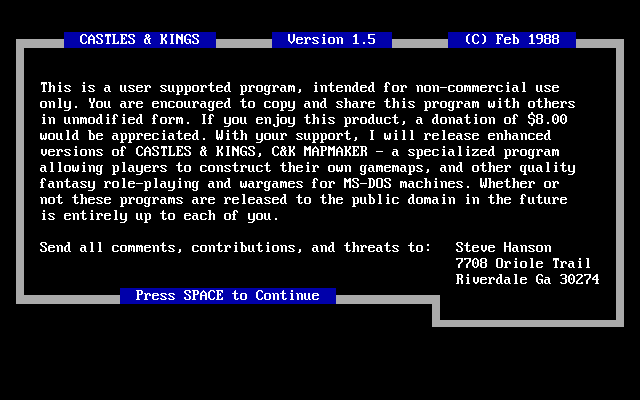 CASTLES & KINGS Version 1.5 (C) Feb 1988
This is a user supported program, intended for non-commercial use
only. You are encouraged to copy and share this program with others
in unmodified form. If you enjoy this product, a donation of $8.00
would be appreciated. With your support, I will release enhanced
versions of CASTLES & KINGS, C&K MAPMAKER - a specialized program
allowing players to construct their own gamemaps, and other quality
fantasy role-playing and wargames for MS-DOS machines. Whether or
not these programs are released to the public domain in the future
is entirely up to each of you.
Send all comments, contributions, and threats to: Steve Hanson
7708 Oriole Trail
Riverdale Ga 30274
Press SPACE to Continue